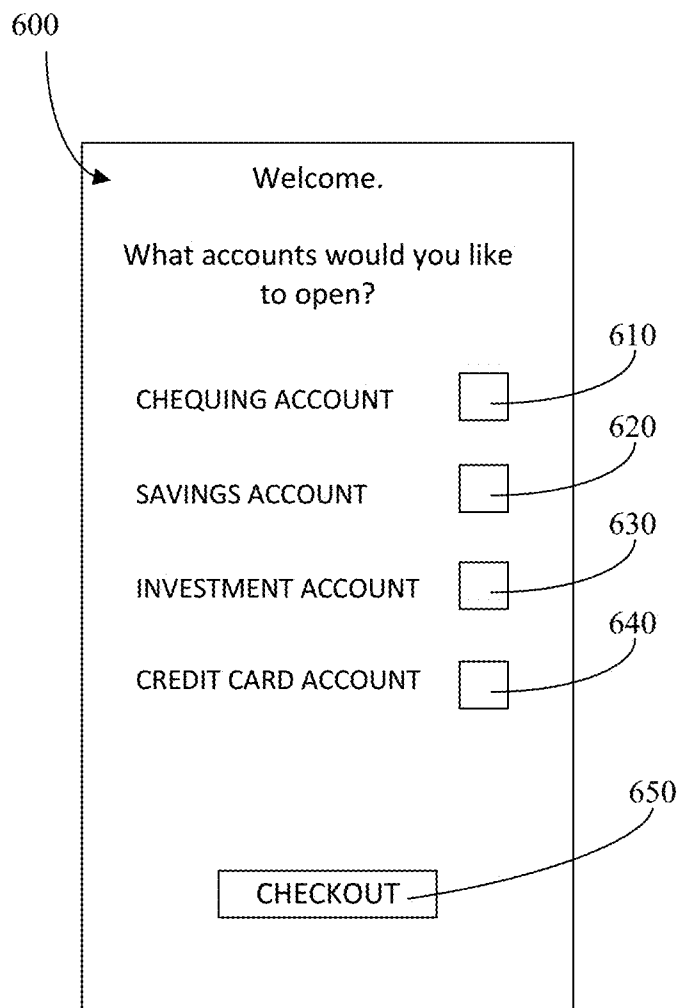 600
Welcome.
What accounts would you like
to open?
610
CHEQUING ACCOUNT
620
SAVINGS ACCOUNT
630
INVESTMENT ACCOUNT
640
CREDIT CARD ACCOUNT
650
CHECKOUT